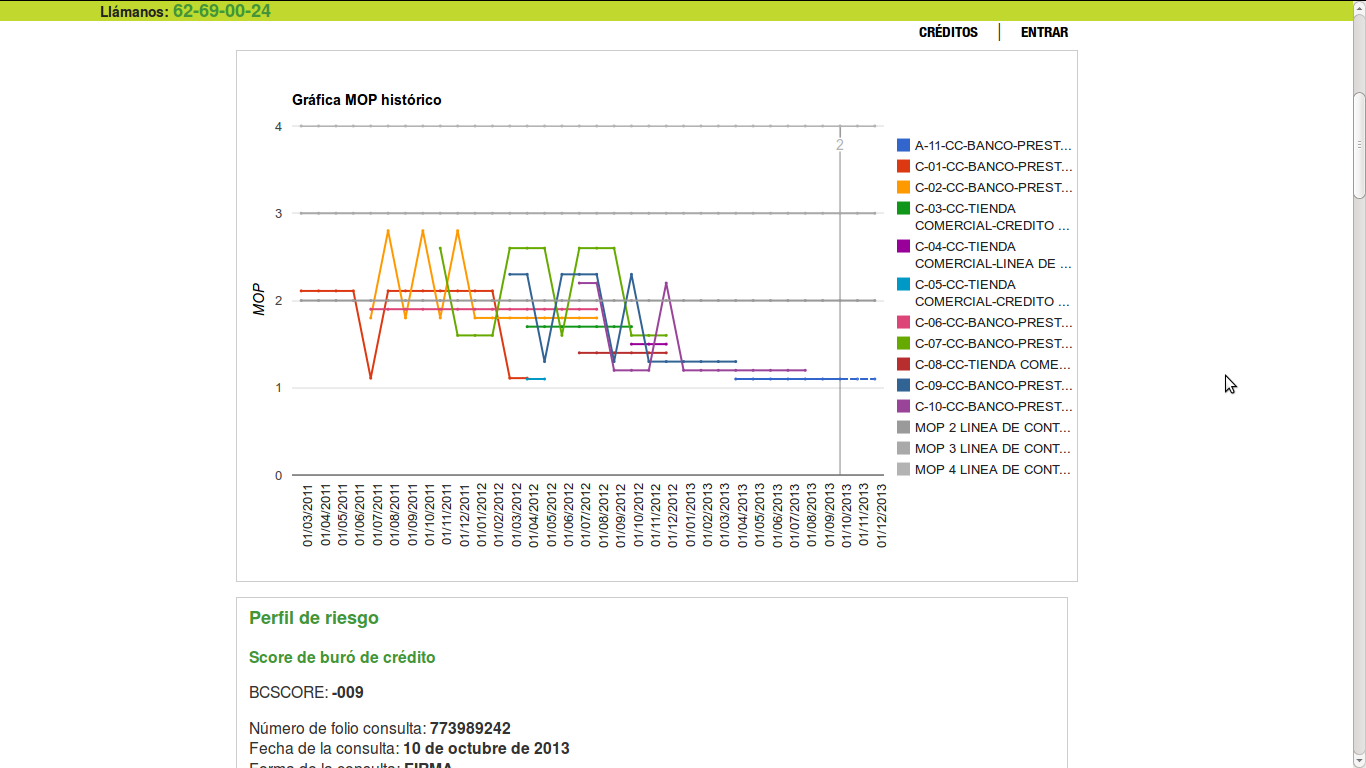 Llámanos: 62-69-00-24
CRÉDITOS
ENTRAR
Gráfica MOP histórico
4
3
2
1
0
MOP
2
A-11-CC-BANCO-PREST...
C-01-CC-BANCO-PREST...
C-02-CC-BANCO-PREST...
C-03-CC-TIENDA
COMERCIAL-CREDITO ...
C-04-CC-TIENDA
COMERCIAL-LINEA DE ...
C-05-CC-TIENDA
COMERCIAL-CREDITO ...
C-06-CC-BANCO-PREST...
C-07-CC-BANCO-PREST...
C-08-CC-TIENDA COME...
C-09-CC-BANCO-PREST...
C-10-CC-BANCO-PREST...
MOP 2 LINEA DE CONT...
MOP 3 LINEA DE CONT...
MOP 4 LINEA DE CONT...
01/03/2011
01/04/2011
01/05/2011
01/06/2011
01/07/2011
01/08/2011
01/09/2011
01/10/2011
01/11/2011
01/12/2011
01/01/2012
01/02/2012
01/03/2012
01/04/2012
01/05/2012
01/06/2012
01/07/2012
01/08/2012
01/09/2012
01/10/2012
01/11/2012
01/12/2012
01/01/2013
01/02/2013
01/03/2013
01/04/2013
01/05/2013
01/06/2013
01/07/2013
01/08/2013
01/09/2013
01/10/2013
01/11/2013
01/12/2013
Perfil de riesgo
Score de buró de crédito
BCSCORE: -009
Número de folio consulta: 773989242
Fecha de la consulta: 10 de octubre de 2013
Forma de la consulta: FIRMA